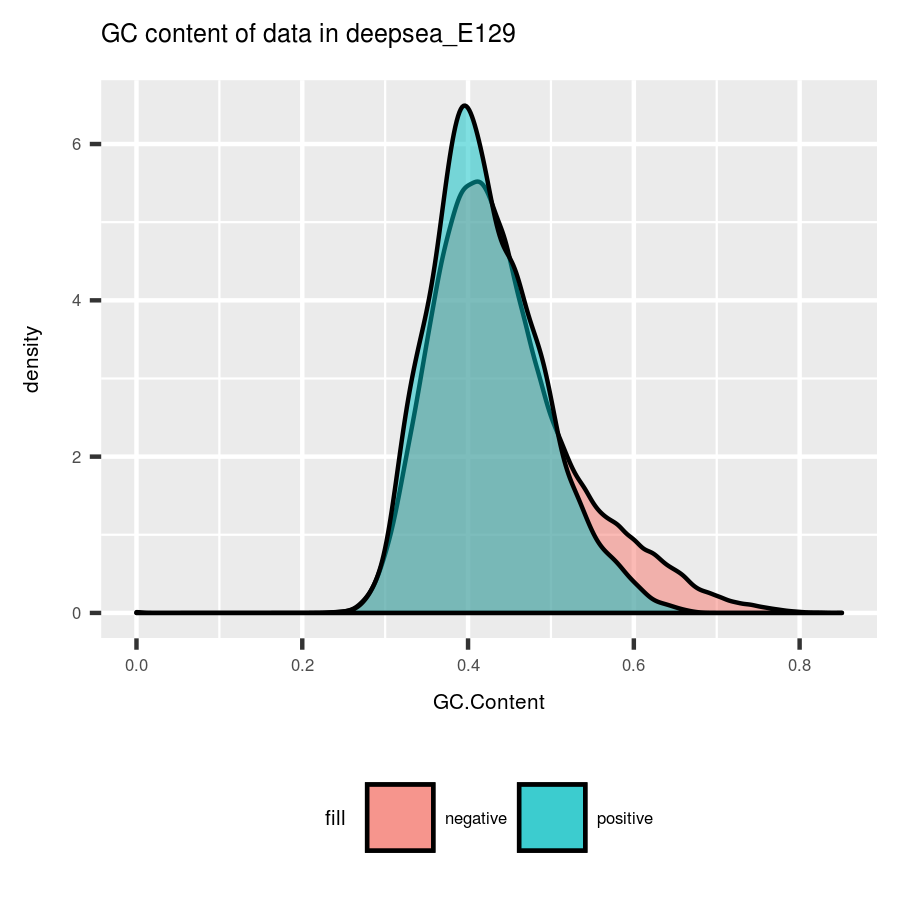 GC content of data in deepsea_E129
6
4
2
0
density
0.0 0.2 0.4 0.6 0.8
GC.Content
fill negative positive